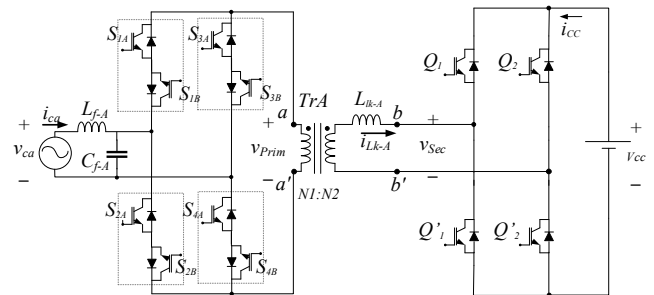 S1A
S3A
S1B
S3B
TrA
Llk-A
Q1
Q2
iCC
ica
Lf-A
a
b
+
+
+
+
vca
Cf-A
vPrim
iLk-A
vSec
Vcc
−
−
−
−
a'
b'
N1:N2
S2A
S4A
S2B
S4B
Q'1
Q'2